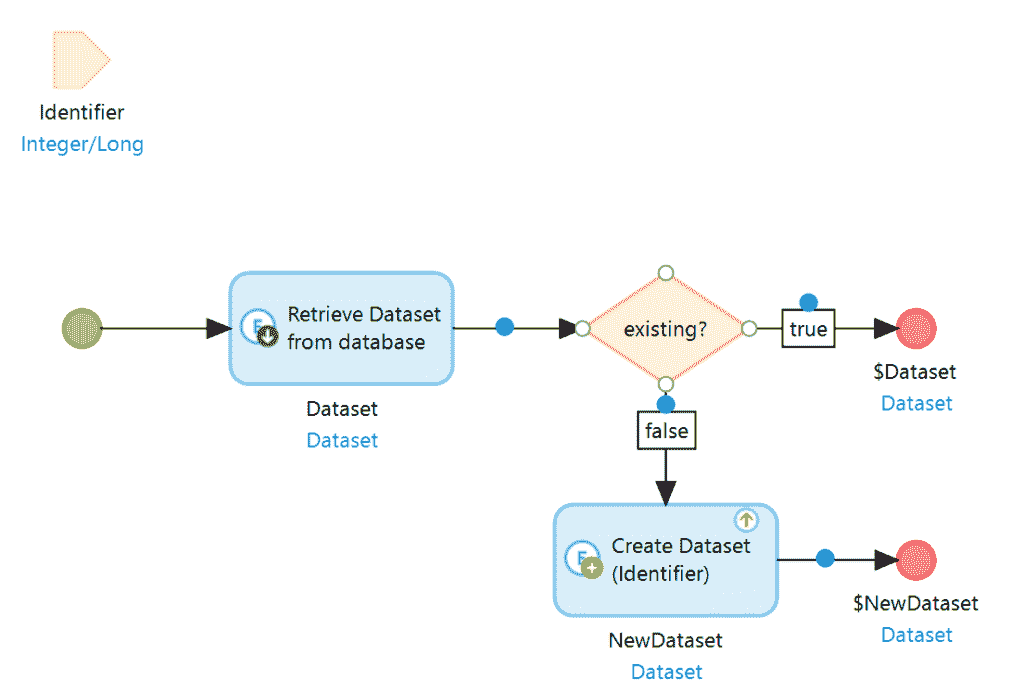 Identifier
Integer/Long
E
Retrieve Dataset
from database
Dataset
Dataset
existing?
true
$Dataset
Dataset
false
E
Create Dataset
(Identifier)
NewDataset
Dataset
$NewDataset
Dataset